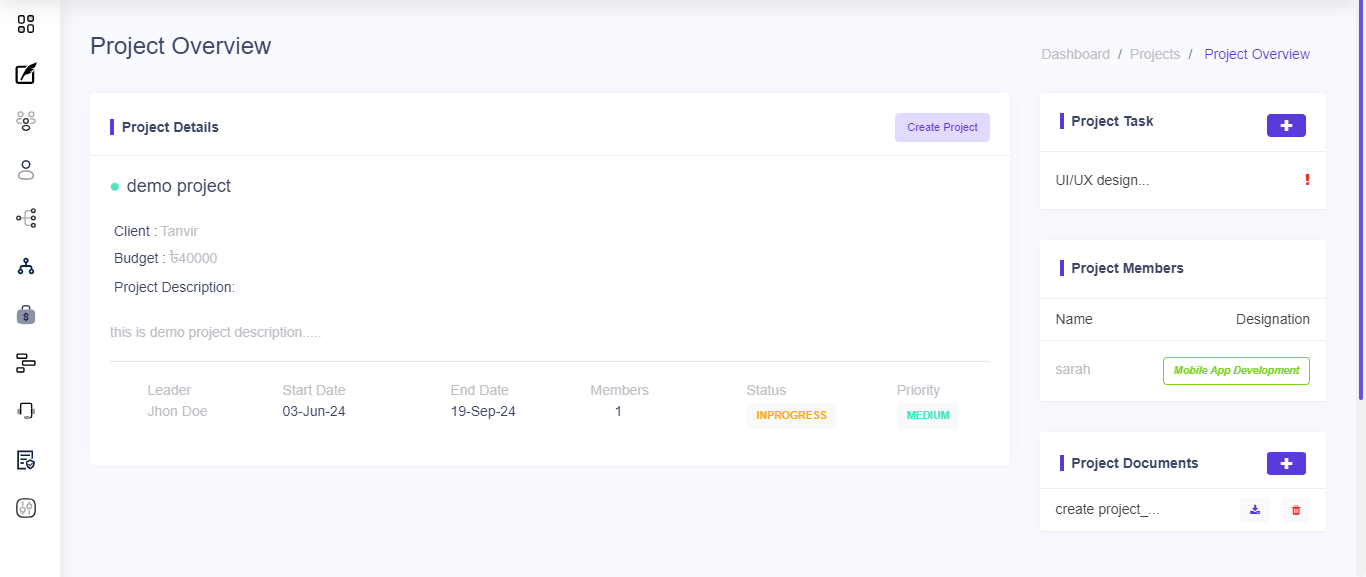 Project Overview
Dashboard / Projects / Project Overview
Project Details
Create Project
demo project
Client : Tanvir
Budget : ৳40000
Project Description:
this is demo project description.....
Leader Start Date End Date Members Status Priority
Jhon Doe 03-Jun-24 19-Sep-24 1 INPROGRESS MEDIUM
Project Task
UI/UX design...
Project Members
Name Designation
sarah Mobile App Development
Project Documents
create project_...